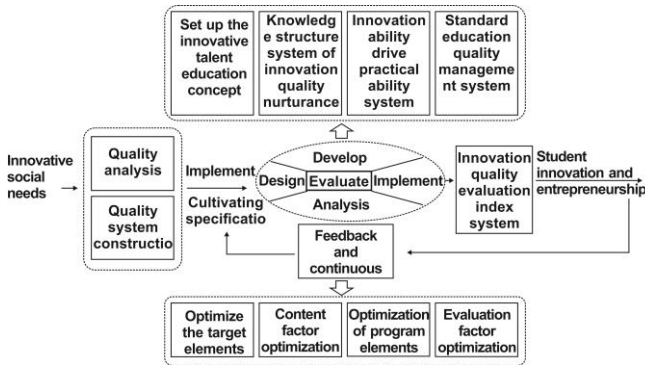 Set up the
innovative
talent
education
concept
Knowledg
e structure
system of
innovation
quality
nurturance
Innovation
ability
drive
practical
ability
system
Standard
education
quality
manageme
nt system
Innovative
social
needs
Quality
analysis
Quality
system
constructio
Implement
Cultivating
specificatio
Develop
Design
Evaluate
Implement
Analysis
Innovation
quality
evaluation
index
system
Student
innovation and
entrepreneurship
Feedback
and
continuous
Optimize
the target
elements
Content
factor
optimization
Optimization
of program
elements
Evaluation
factor
optimization